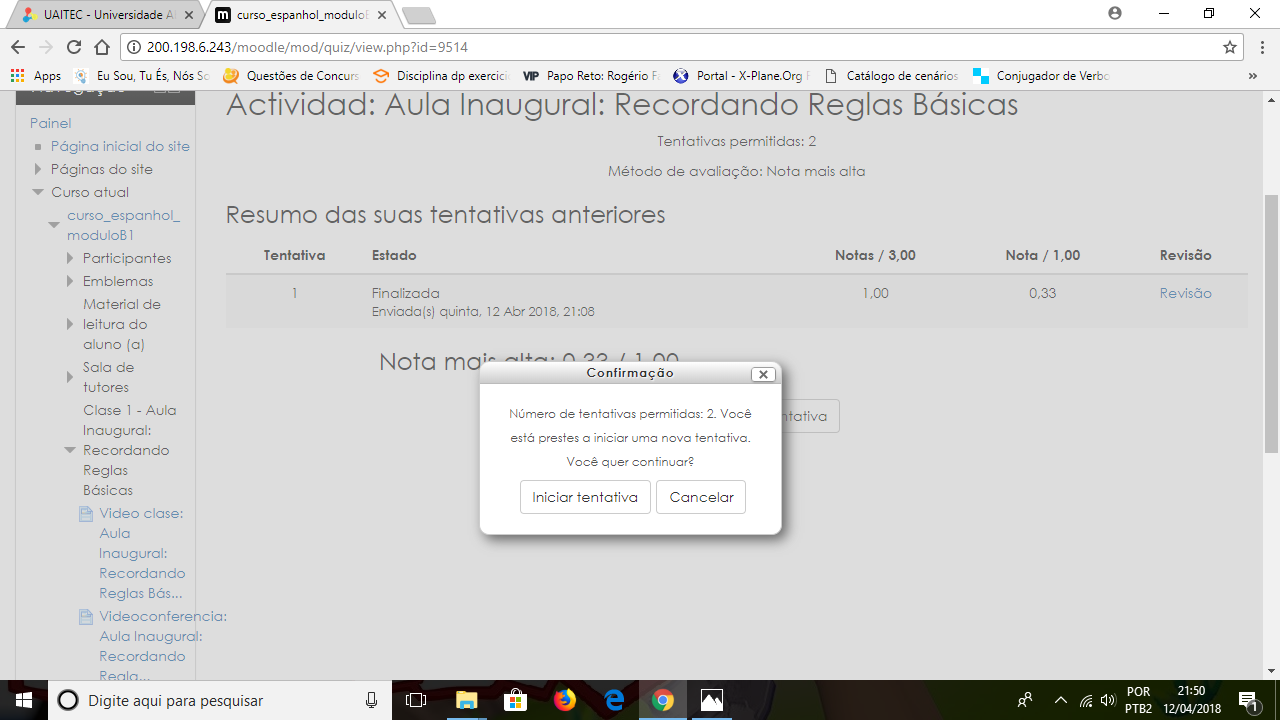 UAITEC - Universidade A
curso_espanhol_modulo
200.198.6.243/moodle/mod/quiz/view.php?id=9514
Apps
Eu Sou, Tu És, Nós So
Questões de Concurs
Disciplina dp exercici
VIP Papo Reto: Rogério
Portal - X-Plane.Org
Catálogo de cenários
Conjugador de Verbo
»
Navegação
Painel
Página inicial do site
Páginas do site
Curso atual
curso_espanhol_
moduloB1
Participantes
Emblemas
Material de
leitura do
aluno (a)
Sala de
tutores
Clase 1 - Aula
Inaugural:
Recordando
Reglas
Básicas
Video clase:
Aula
Inaugural:
Recordando
Reglas Bás...
Videoconferencia:
Aula Inaugural:
Recordando
Regla...
Actividad: Aula Inaugural: Recordando Reglas Básicas
Tentativas permitidas: 2
Método de avaliação: Nota mais alta
Resumo das suas tentativas anteriores
Tentativa Estado Notas / 3,00 Nota / 1,00 Revisão
1 Finalizada 1,00 0,33 Revisão
Enviada(s) quinta, 12 Abr 2018, 21:08
Nota mais alta: 0,33 / 1,00
ntativa
Confirmação
Número de tentativas permitidas: 2. Você
está prestes a iniciar uma nova tentativa.
Você quer continuar?
Iniciar tentativa
Cancelar
Digite aqui para pesquisar
POR
PTB2
21:50
12/04/2018
1